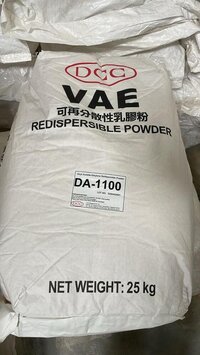 DCC
VAE
可再分散性乳膠粉
REDISPERSIBLE POWDER
DA-1100
NET WEIGHT: 25 kg